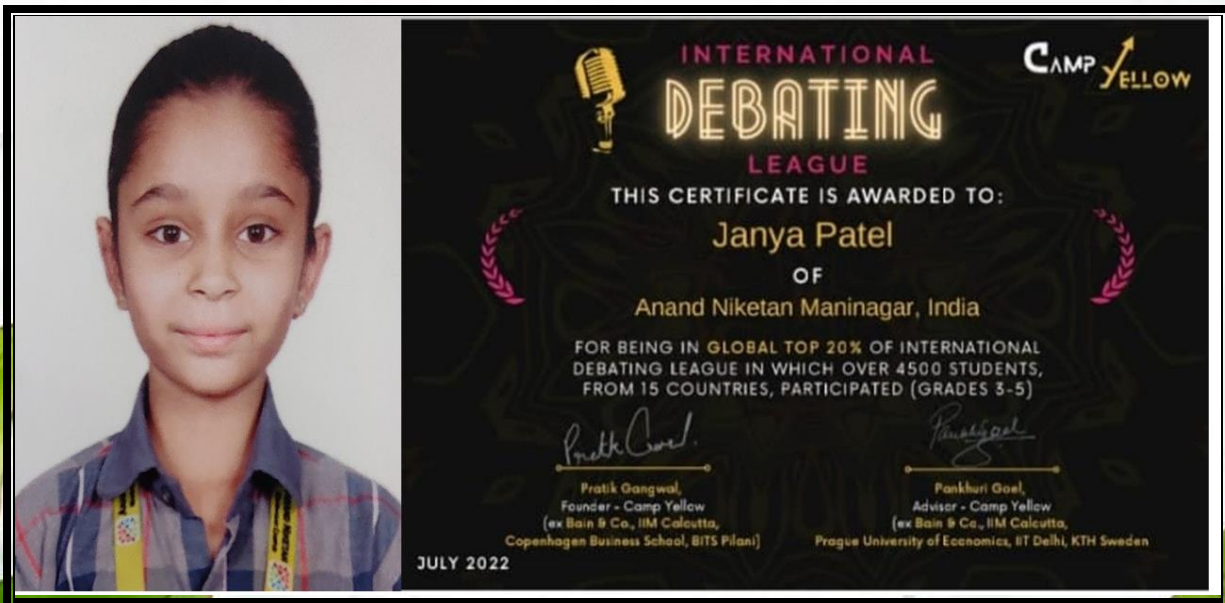 INTERNATIONAL
DEBATING
LEAGUE
CAMP YELLOW
THIS CERTIFICATE IS AWARDED TO:
Janya Patel
OF
Anand Niketan Maninagar, India
FOR BEING IN GLOBAL TOP 20% OF INTERNATIONAL
DEBATING LEAGUE IN WHICH OVER 4500 STUDENTS,
FROM 15 COUNTRIES, PARTICIPATED (GRADES 3-5)
Pratik Gangwal,
Founder - Camp Yellow
(ex Bain & Co., IIM Calcutta,
Copenhagen Business School, BITS Pilani)
Pankhuri Goel,
Advisor - Camp Yellow
(ex Bain & Co., IIM Calcutta,
Prague University of Economics, IIT Delhi, KTH Sweden
JULY 2022